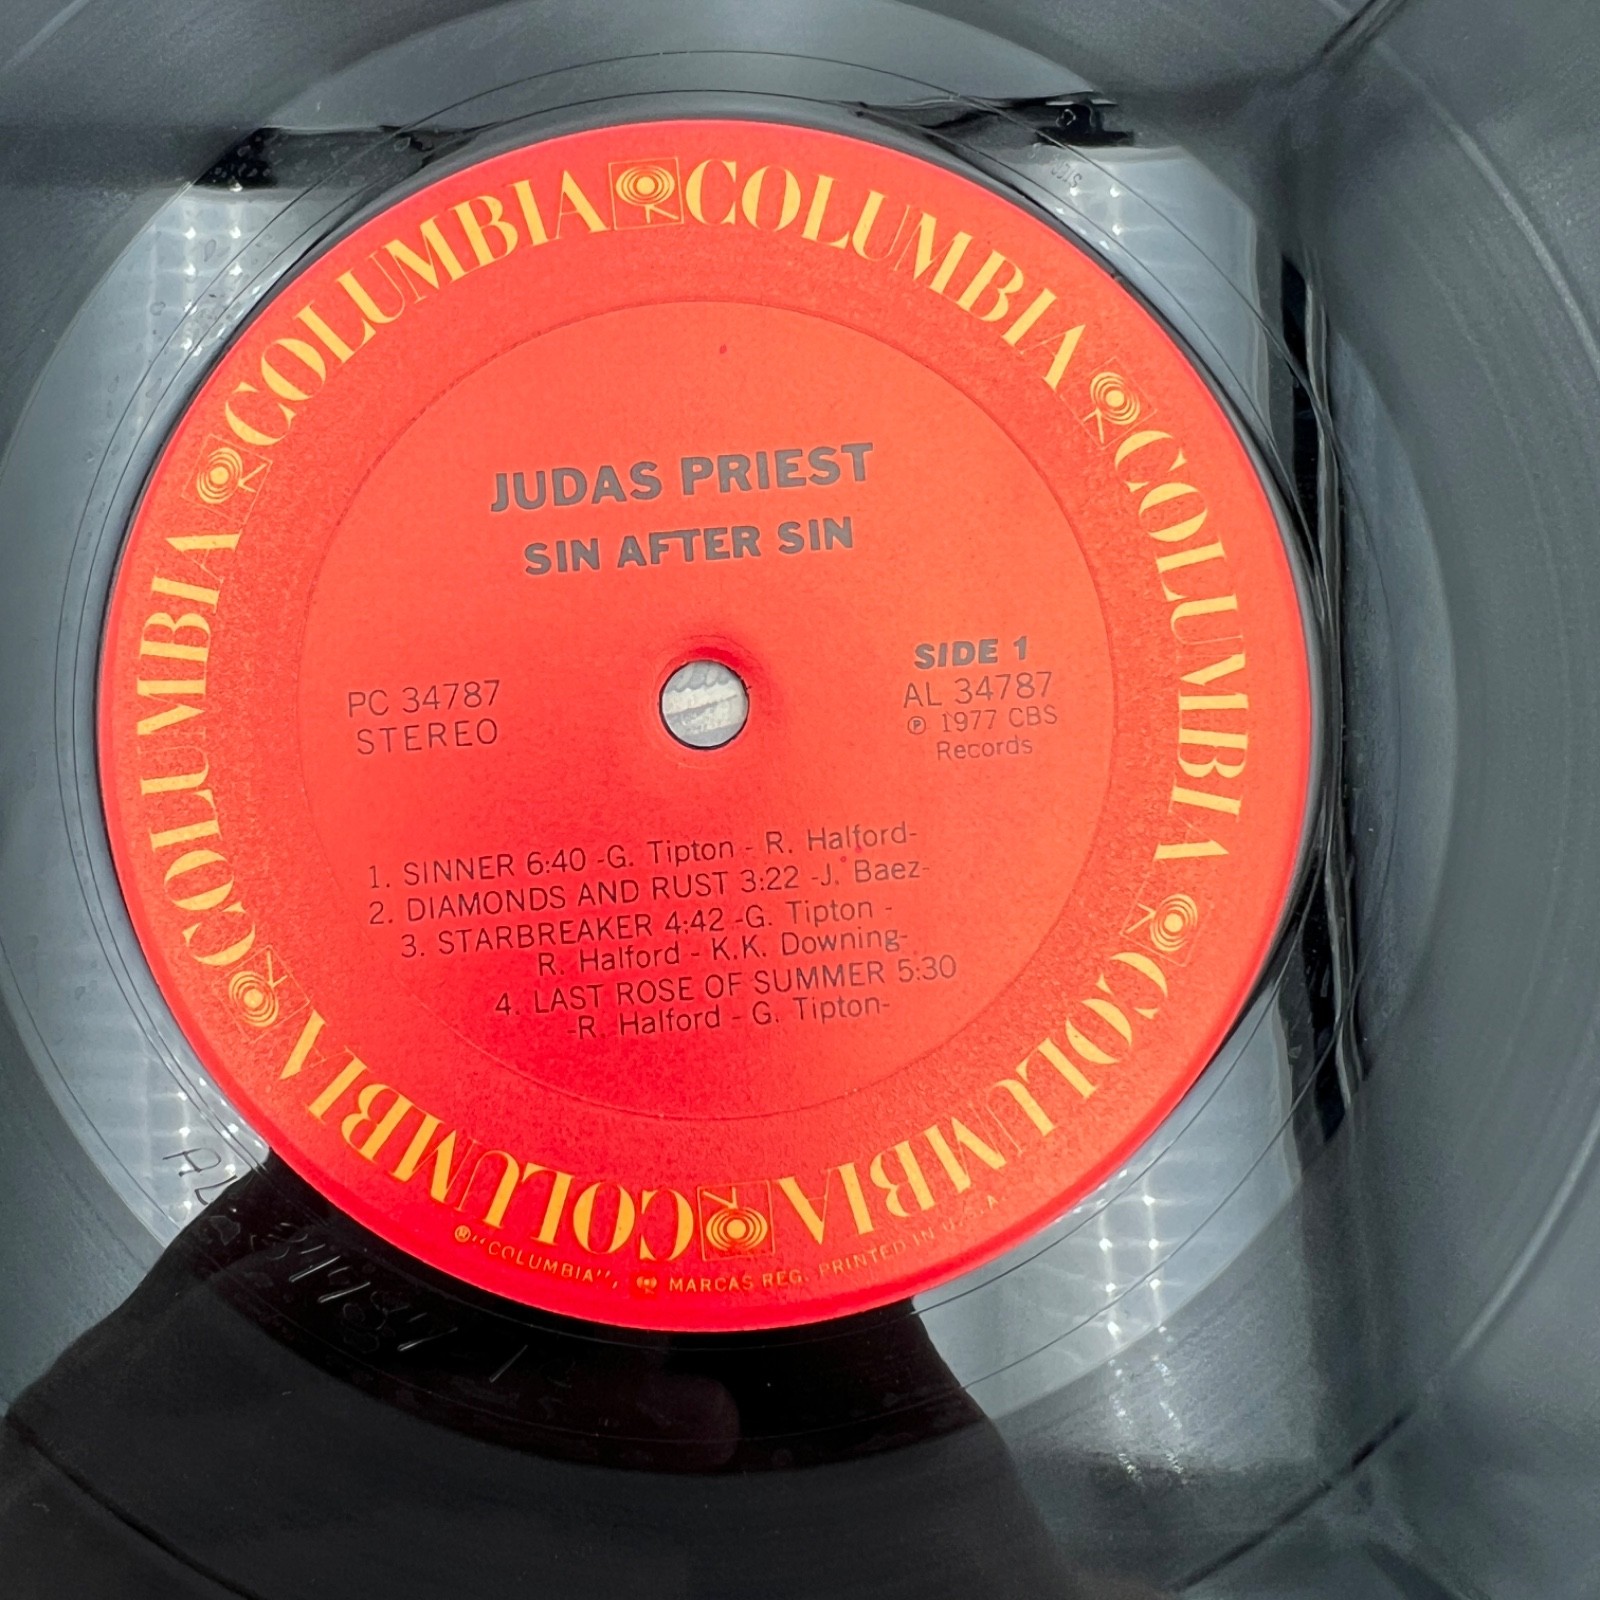 COLUMBIA COLUMBIA COLUMBIA COLUMBIA COLUMBIA COLUMBIA
JUDAS PRIEST
SIN AFTER SIN
SIDE 1
PC 34787
STEREO
AL 34787
℗ 1977 CBS
Records
1. SINNER 6:40 -G. Tipton - R. Halford-
2. DIAMONDS AND RUST 3:22 -J. Baez-
3. STARBREAKER 4:42 -G. Tipton -
R. Halford - K.K. Downing-
4. LAST ROSE OF SUMMER 5:30
-R. Halford - G. Tipton-
® "COLUMBIA", MARCAS REG. PRINTED IN U.S.A.